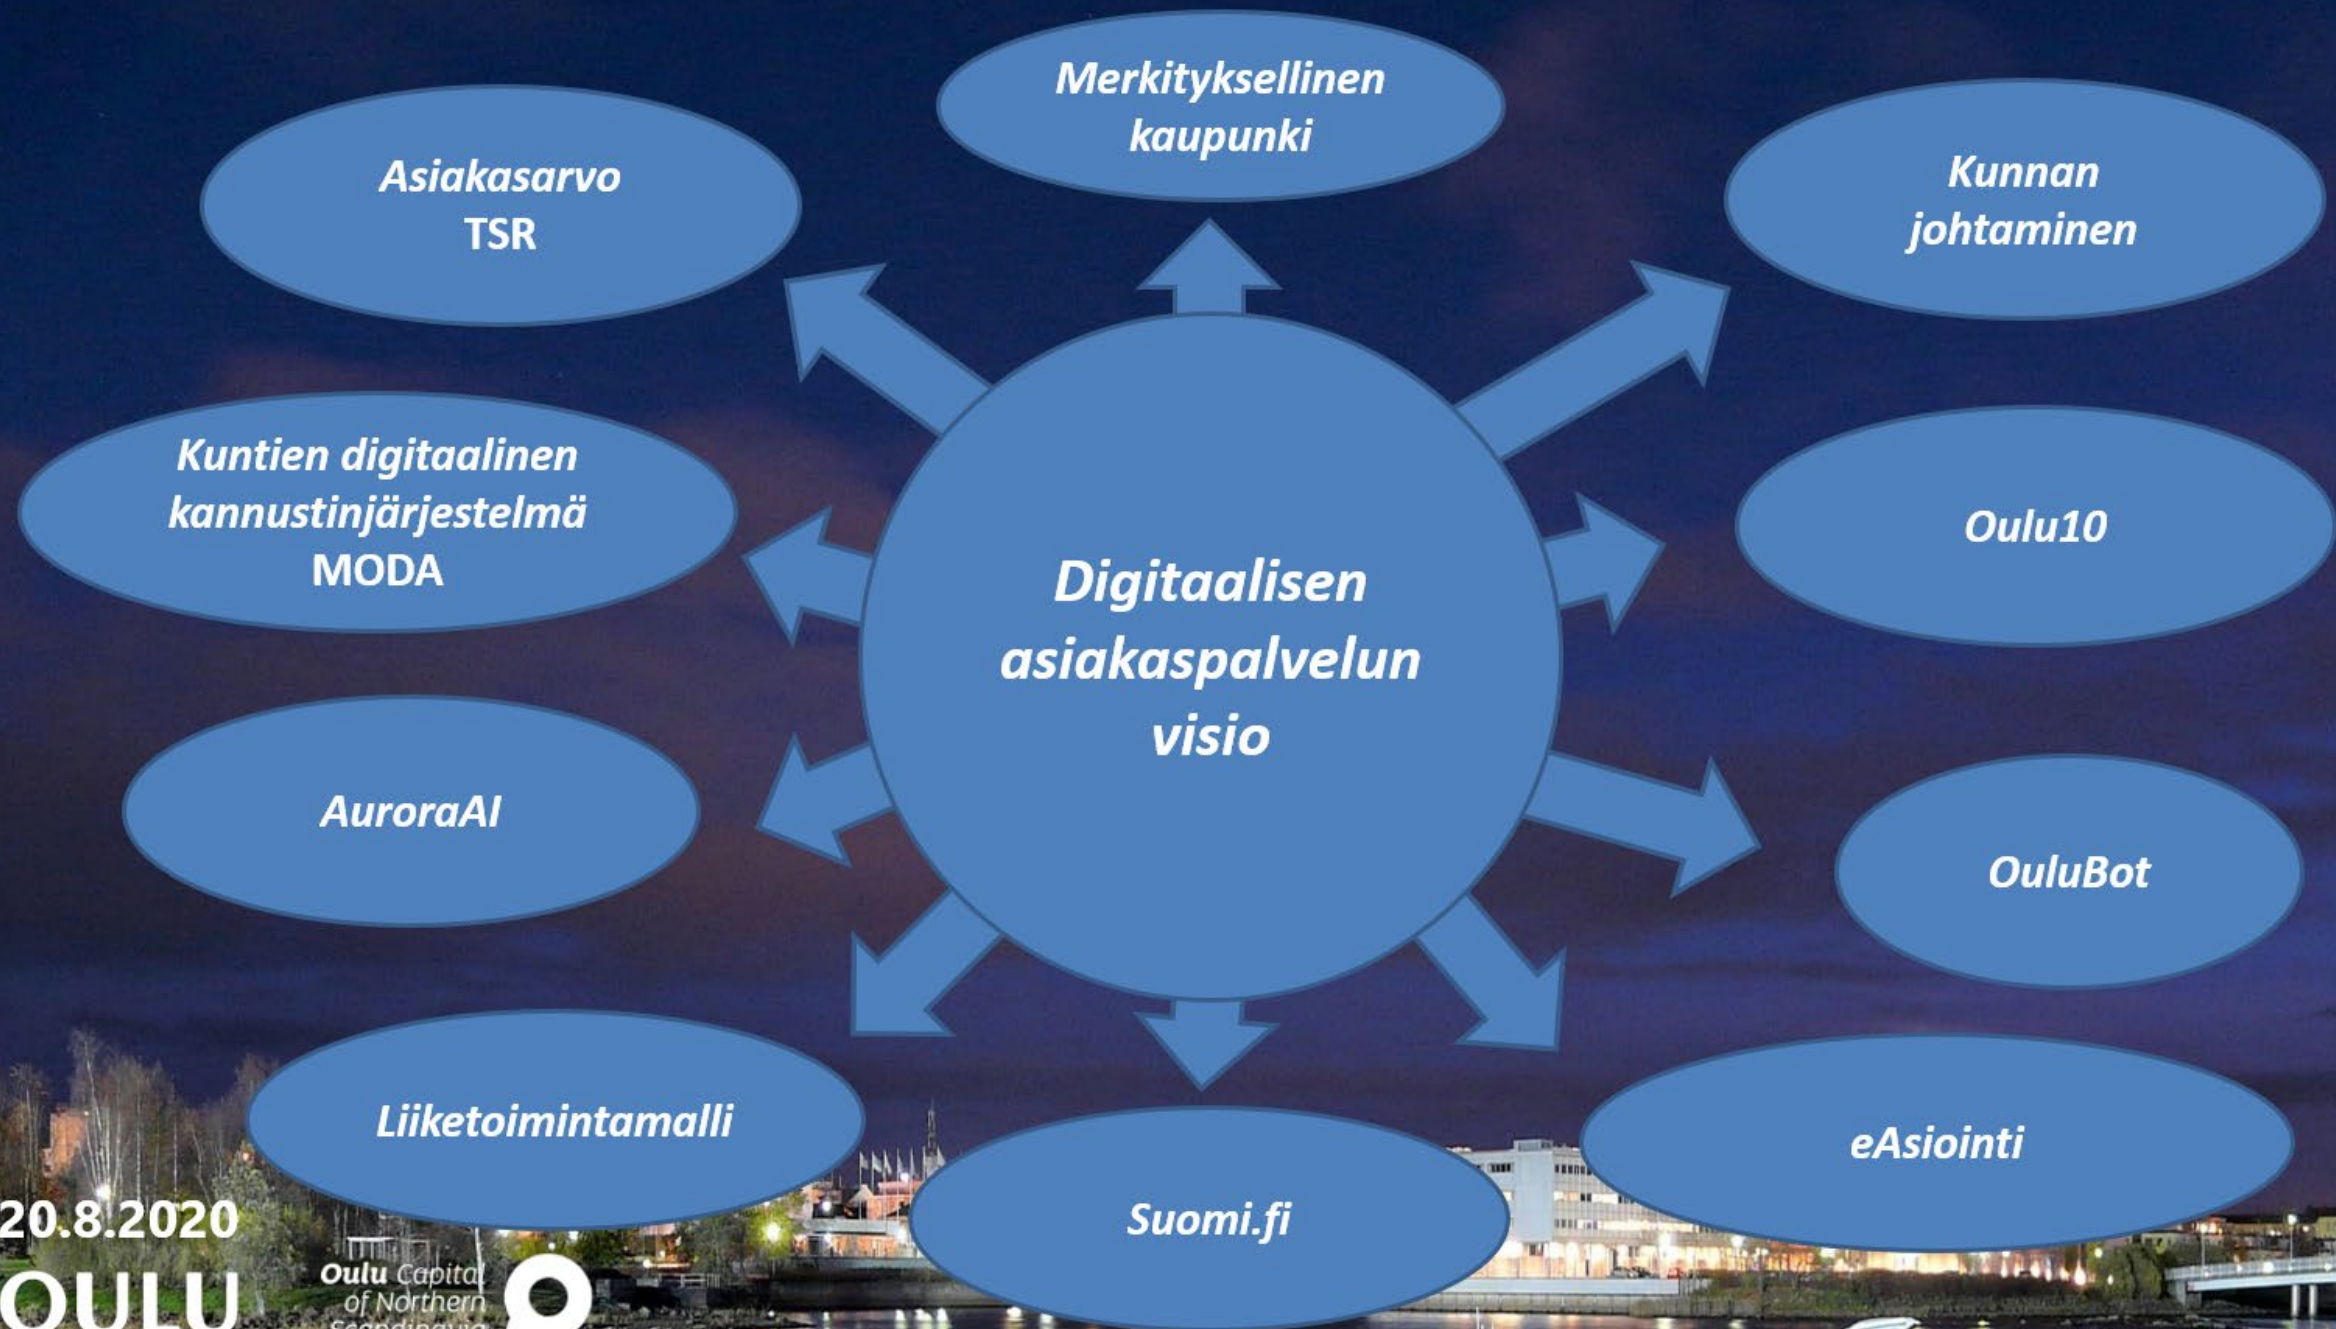 Merkityksellinen
kaupunki
Asiakasarvo
TSR
Kunnan
johtaminen
Kuntien digitaalinen
kannustinjärjestelmä
MODA
Oulu10
Digitaalisen
asiakaspalvelun
visio
AuroraAI
OuluBot
Liiketoimintamalli
eAsiointi
Suomi.fi
20.8.2020
OULU
Oulu Capital
of Northern
Scandinavia